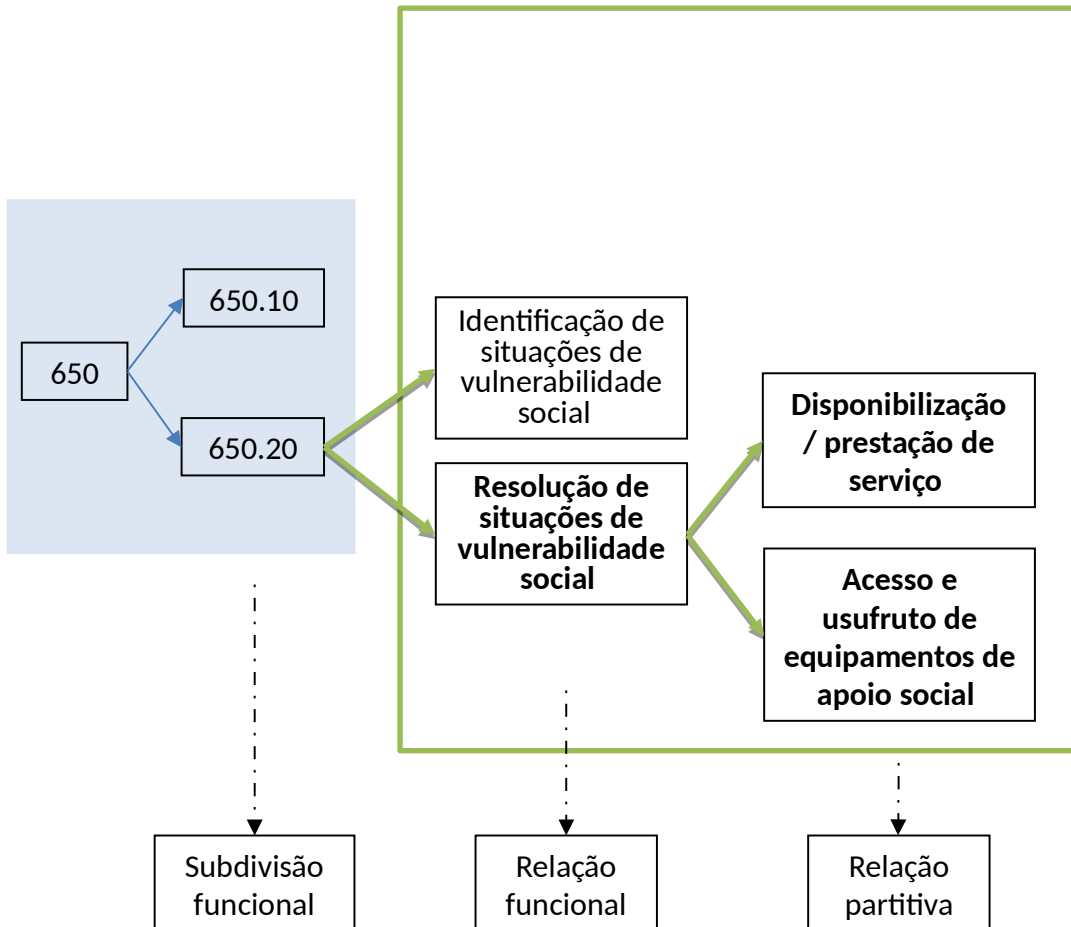 650
650.10
650.20
Identificação de
situações de
vulnerabilidade
social
Resolução de
situações de
vulnerabilidade
social
Disponibilização
/ prestação de
serviço
Acesso e
usufruto de
equipamentos de
apoio social
Subdivisão
funcional
Relação
funcional
Relação
partitiva